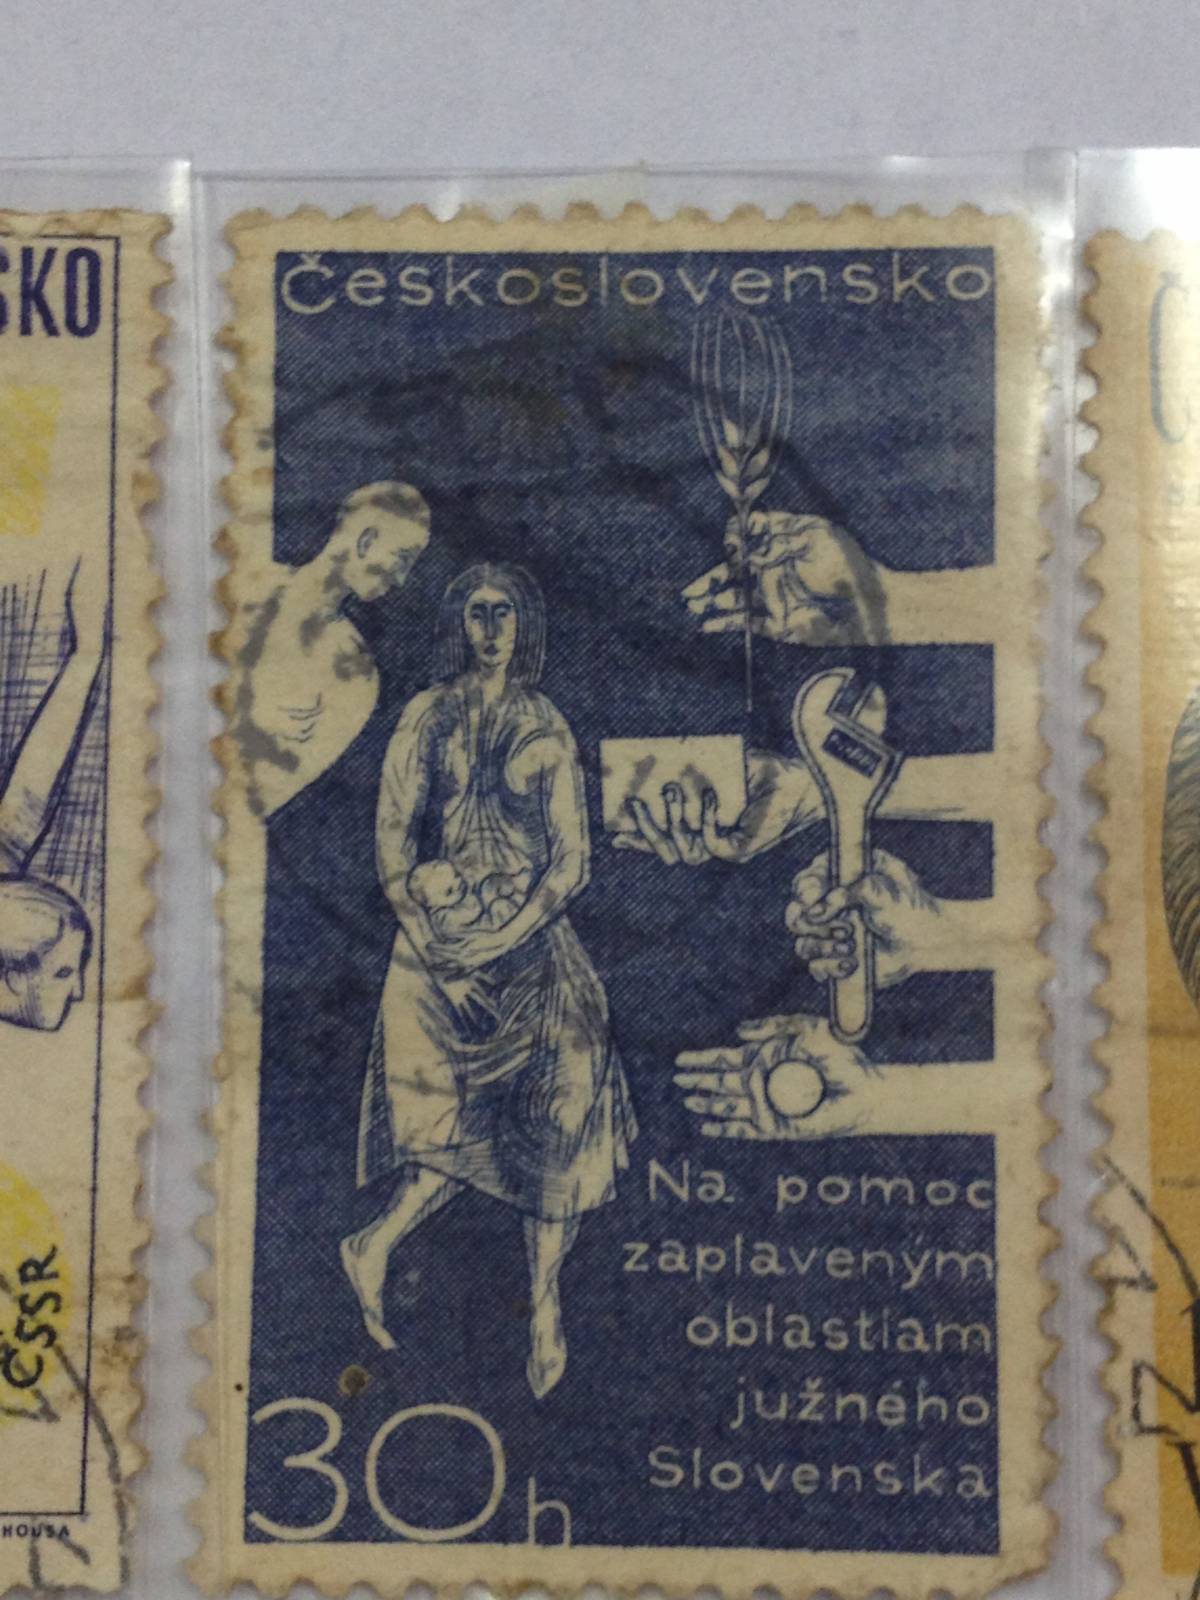 SKO
Československo
Na pomoc
zaplaveným
oblastiam
južného
Slovenska
30h
ČSSR
HOUSA